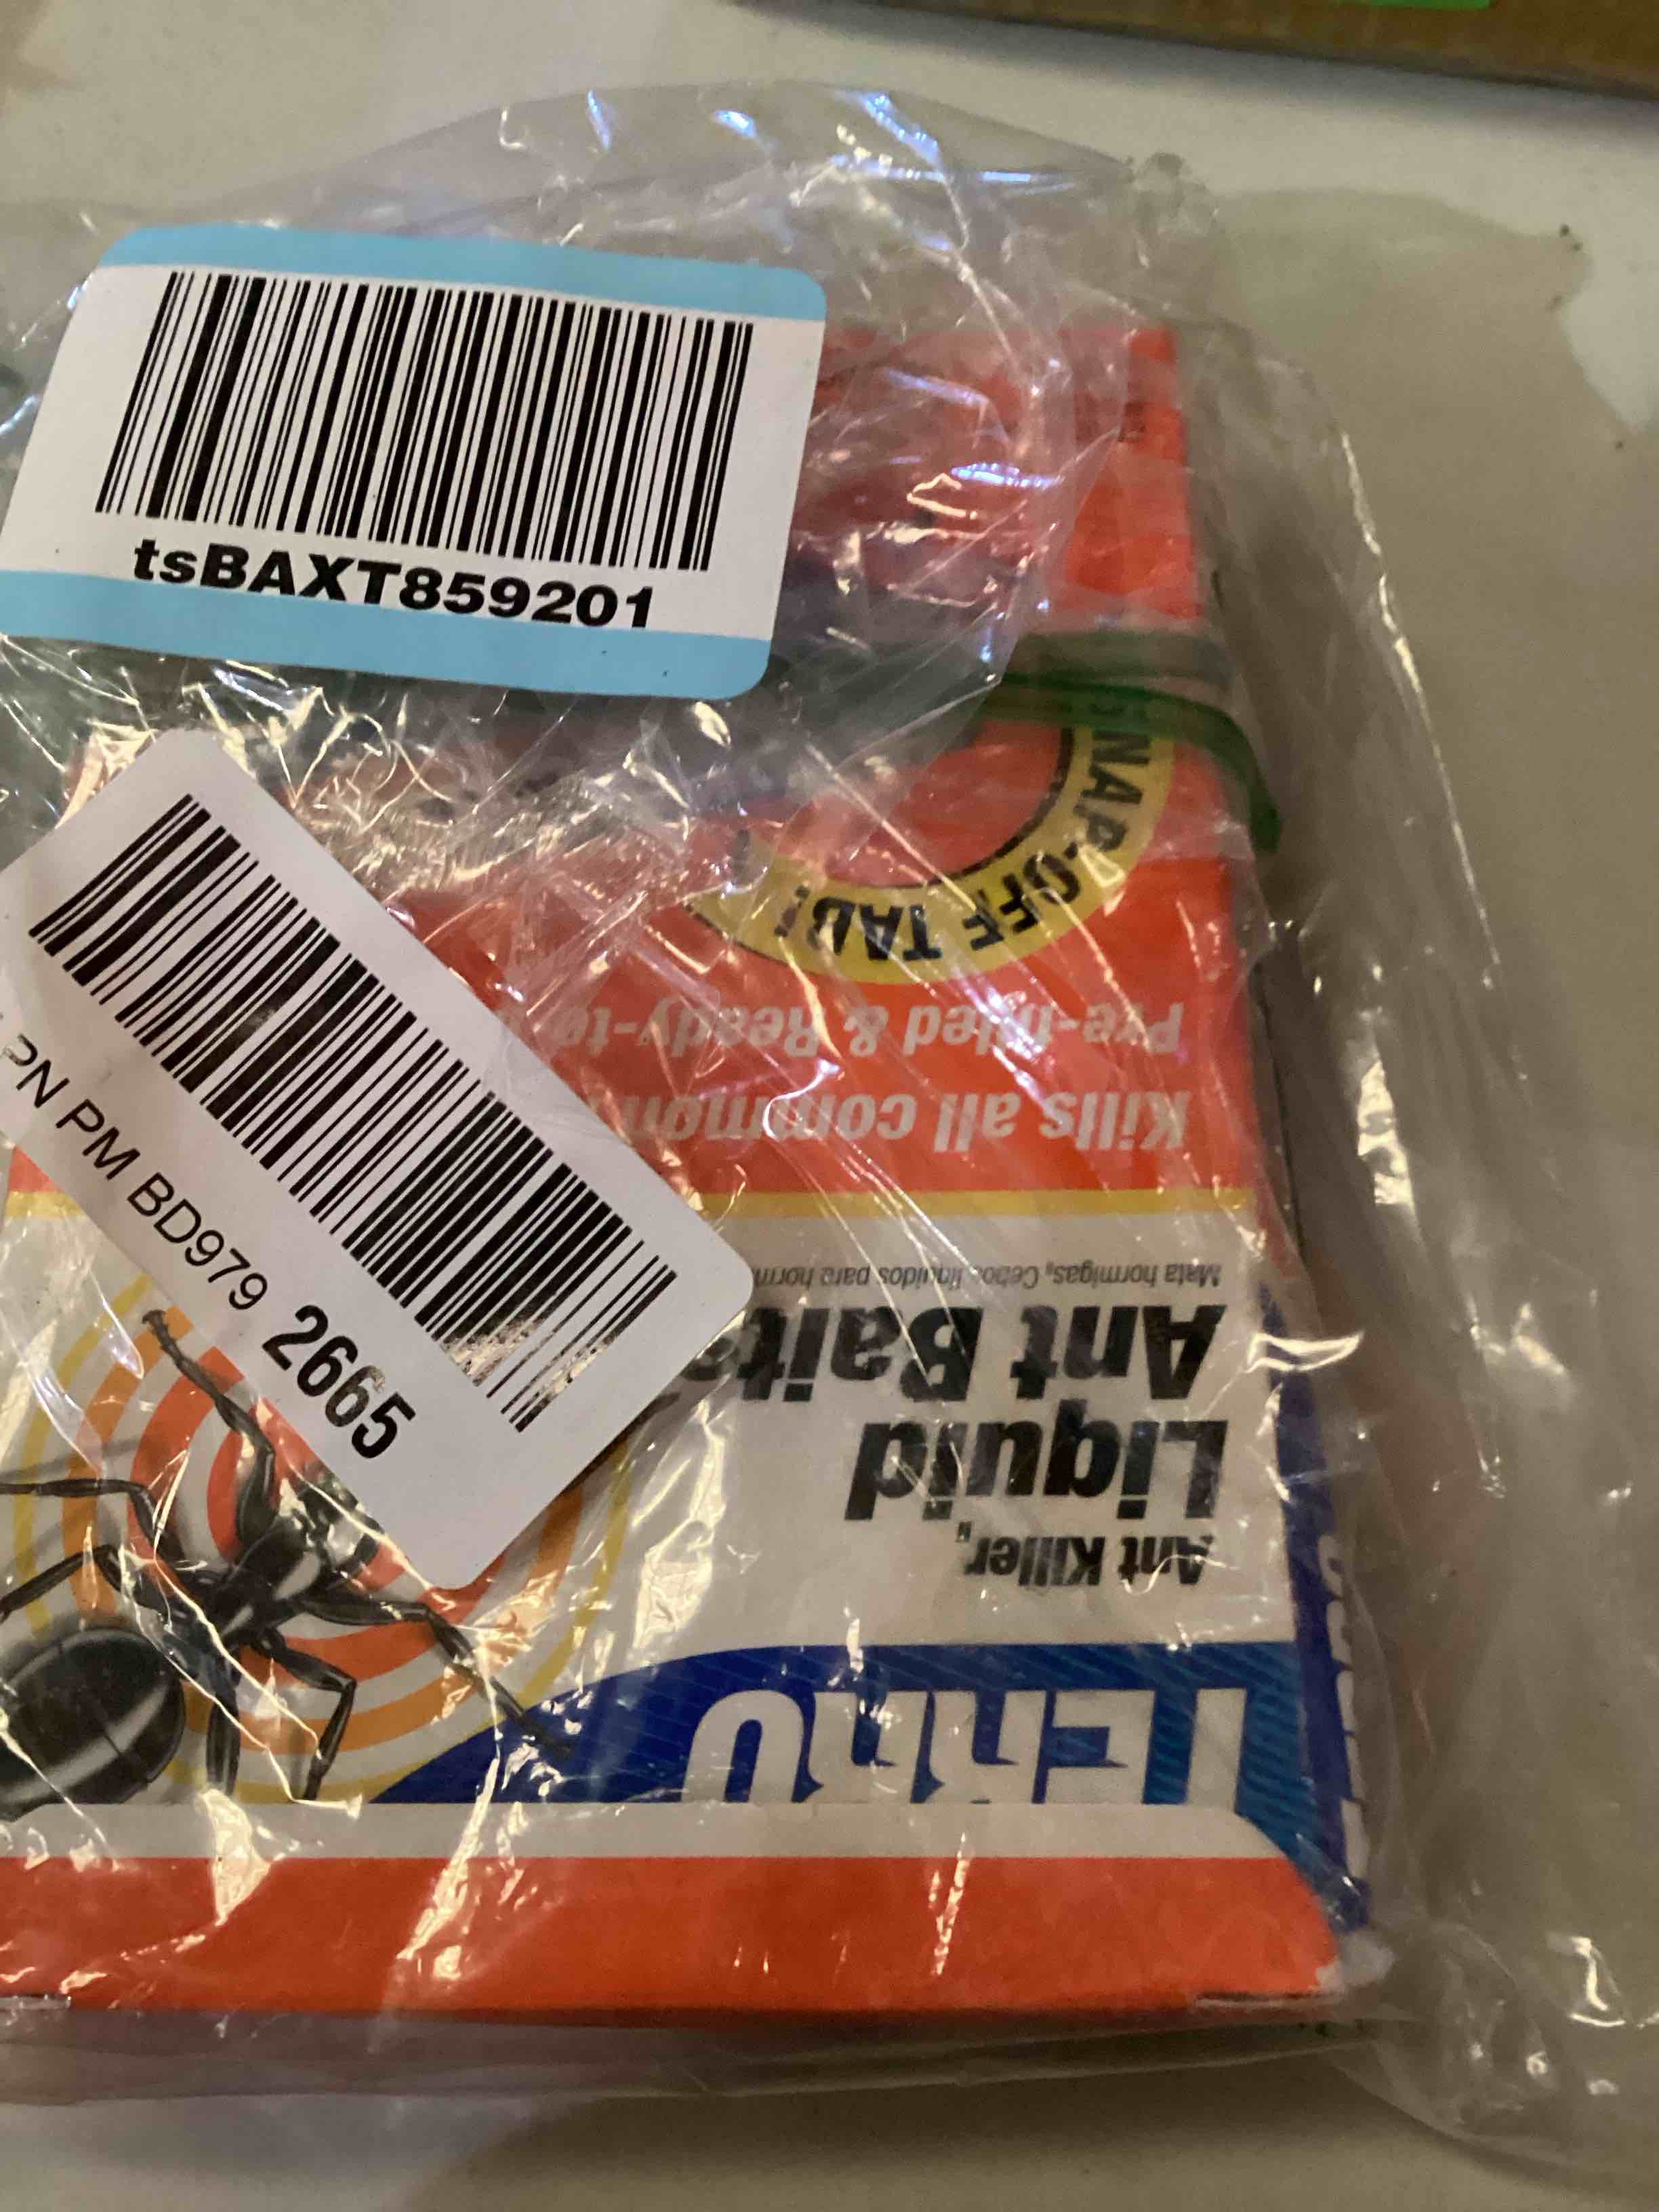 tsBAXT859201
PN PM BD979 2665
TERRO
Ant Killer,
Liquid
Ant Baits
Mata hormigas, Cebos líquidos para horm
Kills all common
Pre-filled & Ready-to-
SNAP-OFF TAB!